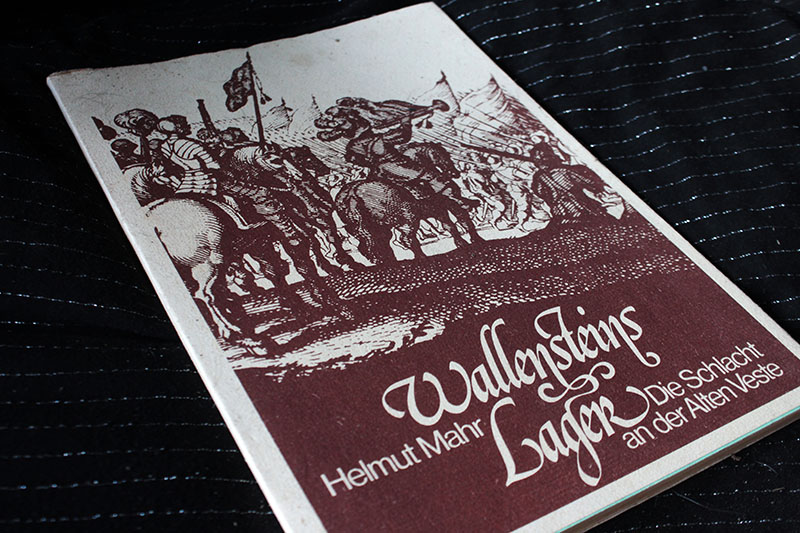 Wallensteins
Helmut Mahr Lager Die Schlacht
an der Alten Veste